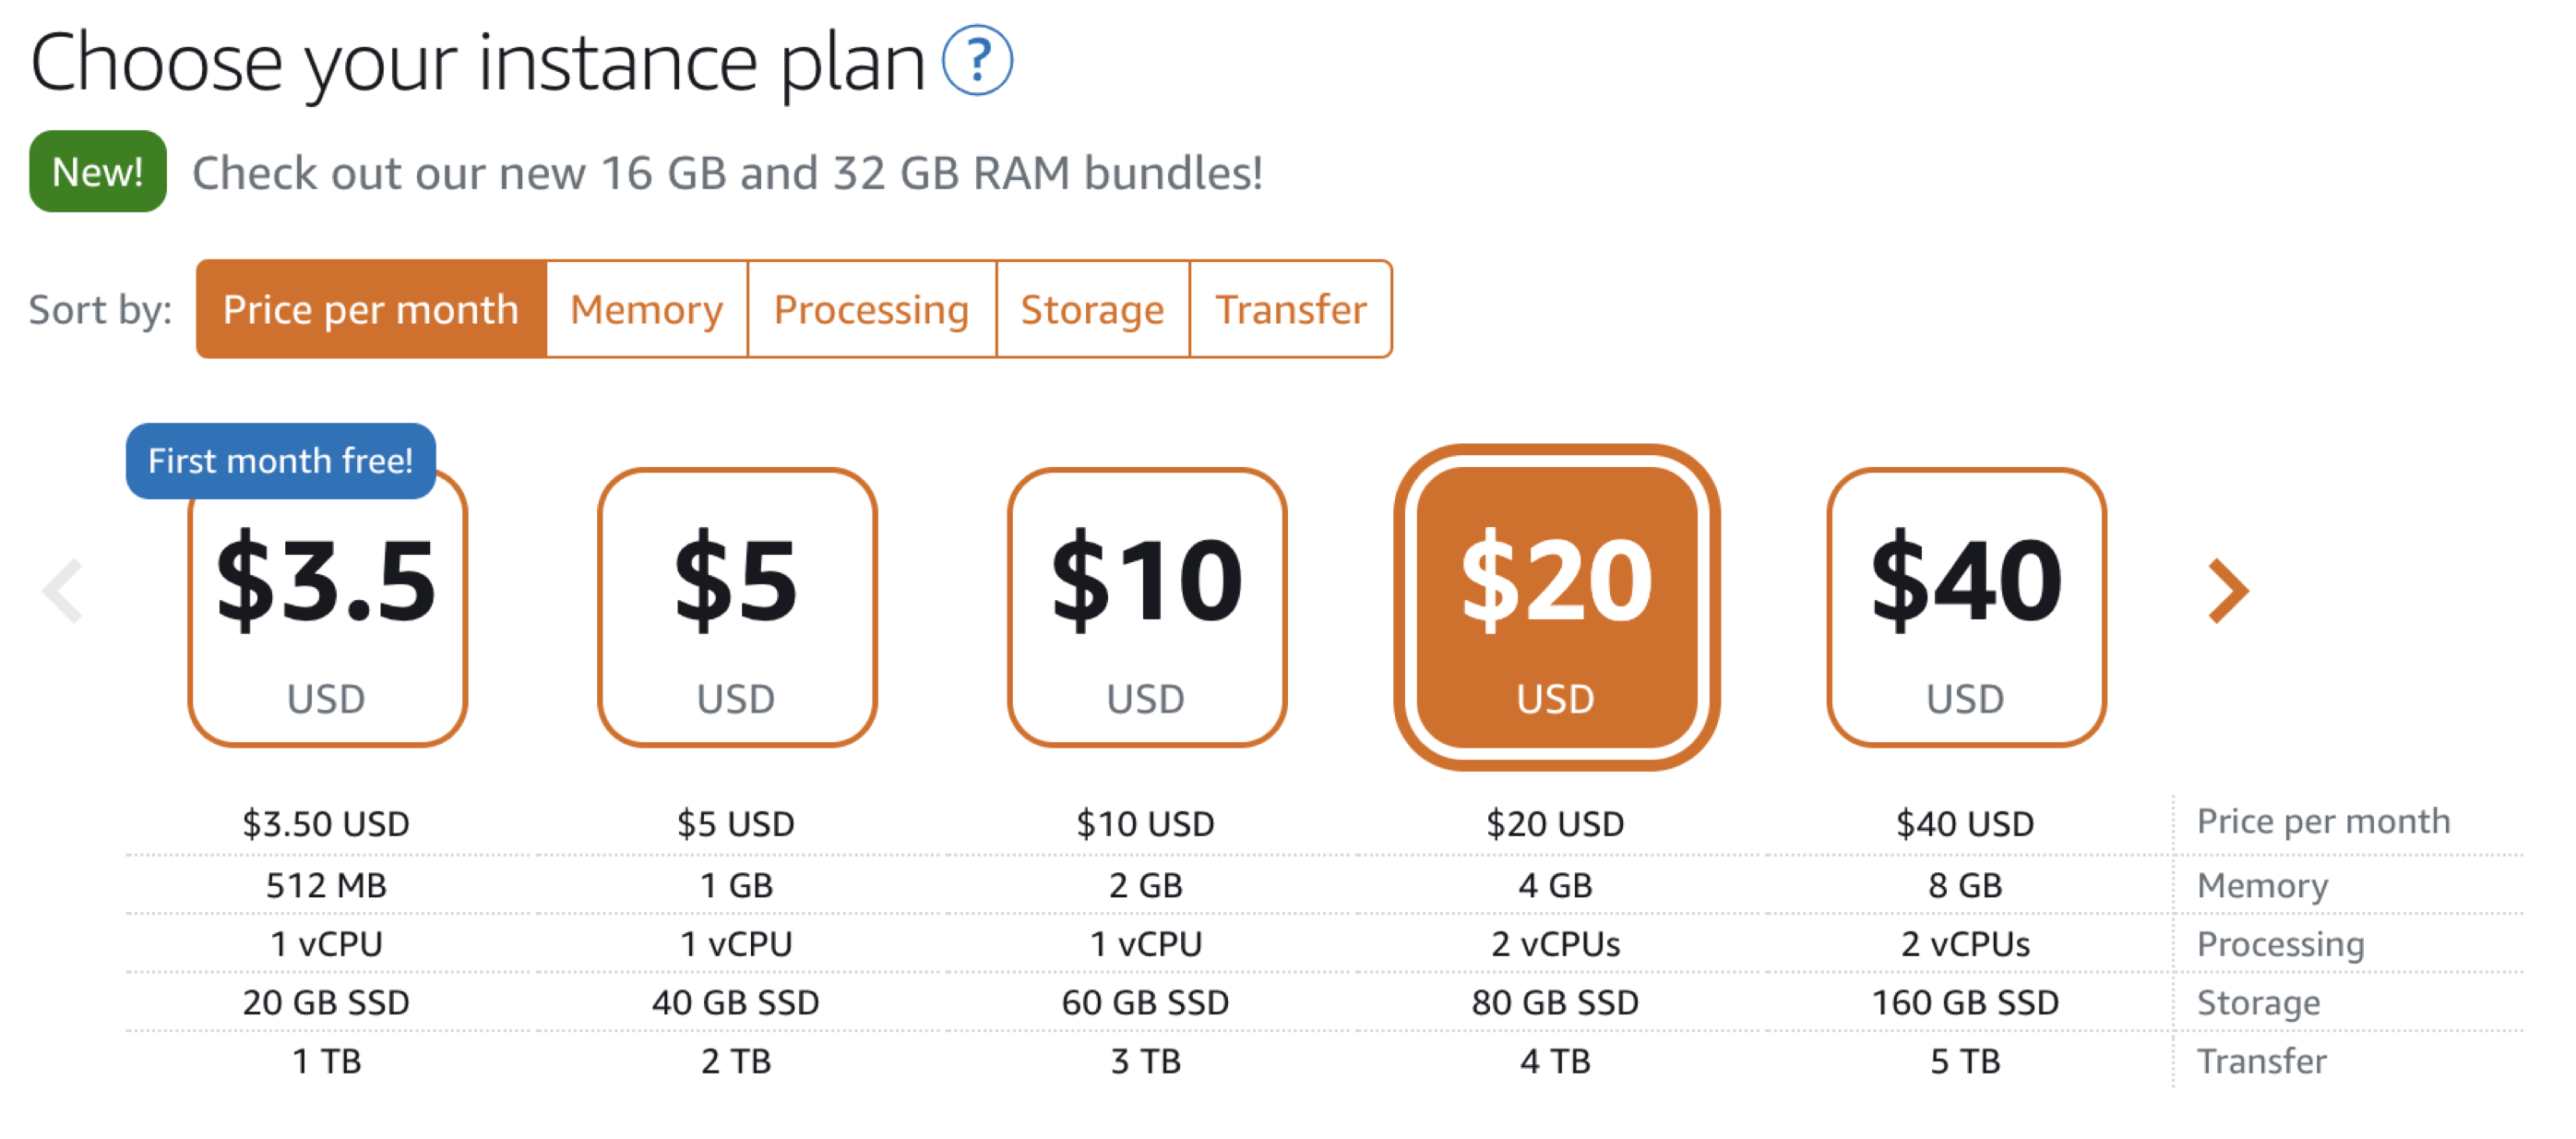 Choose your instance plan ?
New! Check out our new 16 GB and 32 GB RAM bundles!
Sort by: Price per month Memory Processing Storage Transfer
First month free!
$3.5 $5 $10 $20 $40
USD USD USD USD USD
$3.50 USD $5 USD $10 USD $20 USD $40 USD Price per month
512 MB 1 GB 2 GB 4 GB 8 GB Memory
1 vCPU 1 vCPU 1 vCPU 2 vCPUs 2 vCPUs Processing
20 GB SSD 40 GB SSD 60 GB SSD 80 GB SSD 160 GB SSD Storage
1 TB 2 TB 3 TB 4 TB 5 TB Transfer